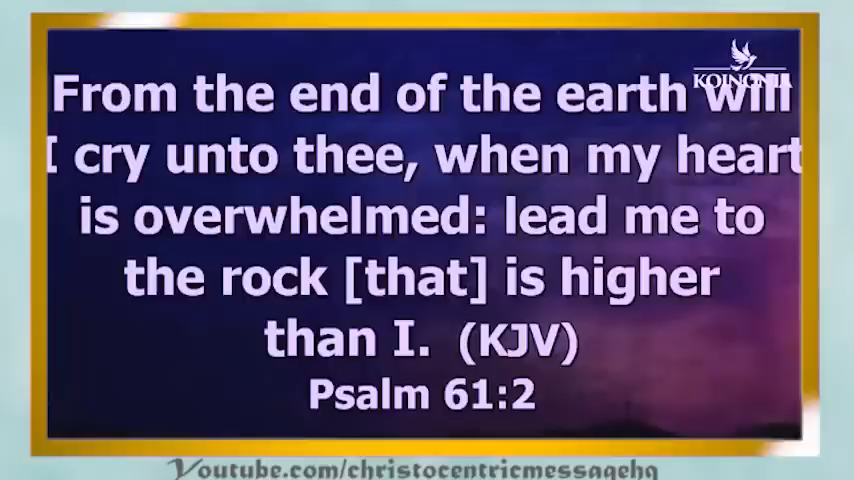 KOINONIA
From the end of the earth will
I cry unto thee, when my heart
is overwhelmed: lead me to
the rock [that] is higher
than I. (KJV)
Psalm 61:2
Youtube.com/christocentricmessagehq